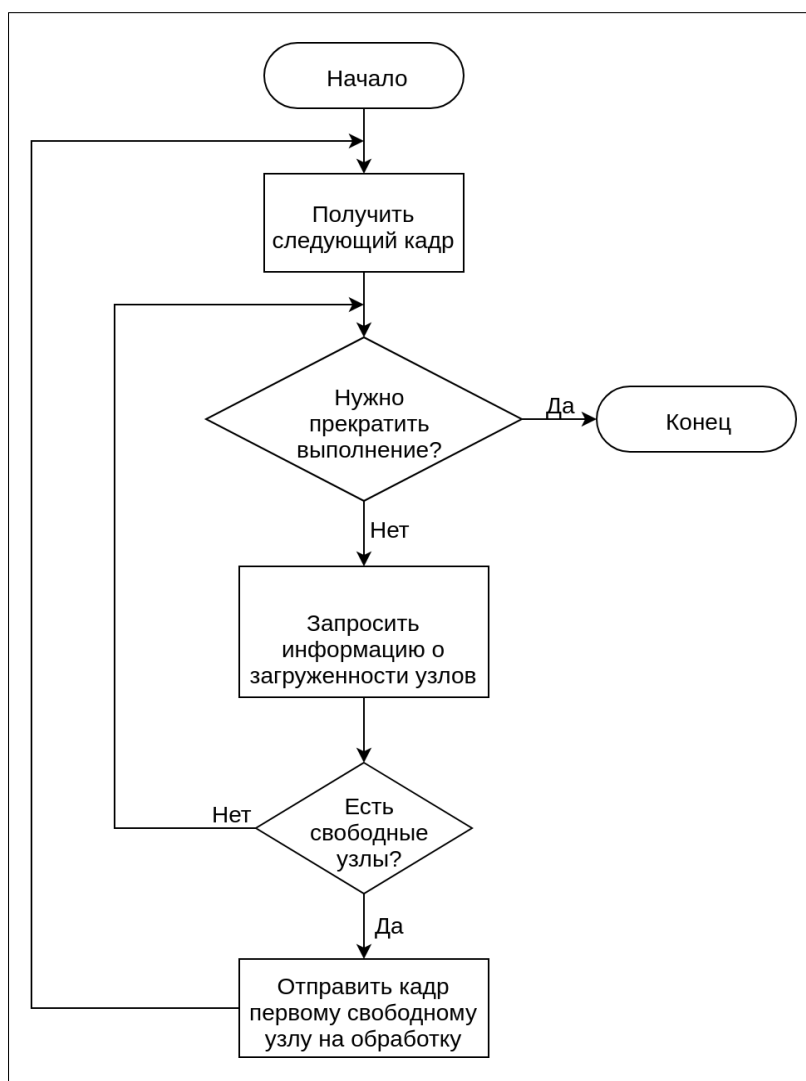 Начало
Получить
следующий кадр
Нужно
прекратить
выполнение?
Да
Конец
Нет
Запросить
информацию о
загруженности узлов
Нет
Есть
свободные
узлы?
Да
Отправить кадр
первому свободному
узлу на обработку